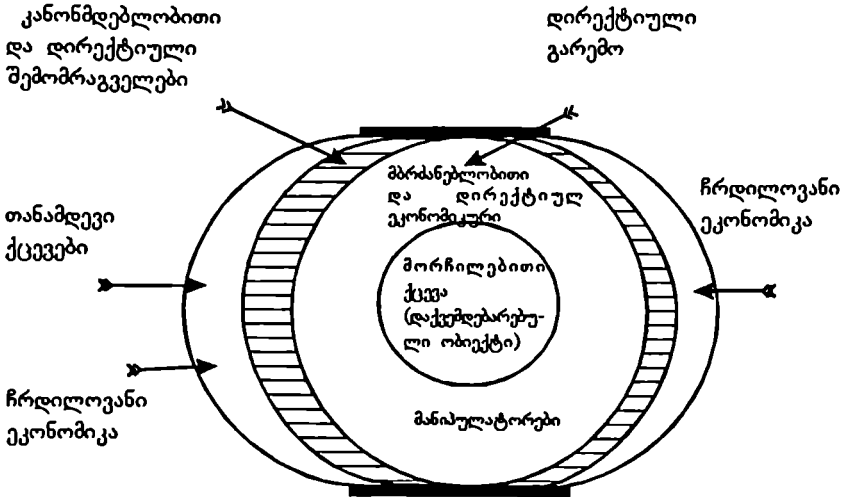 კანონმდებლობითი
და დირექტიული
შემომრაგველები
დირექტიული
გარემო
მბრძანებლობითი
და დირექტიულ
ეკონომიკური
ჩრდილოვანი
ეკონომიკა
თანამდევი
ქცევები
მორჩილებითი
ქცევა
(დაქვემდებარებუ-
ლი ობიექტი)
ჩრდილოვანი
ეკონომიკა
მანიპულატორები